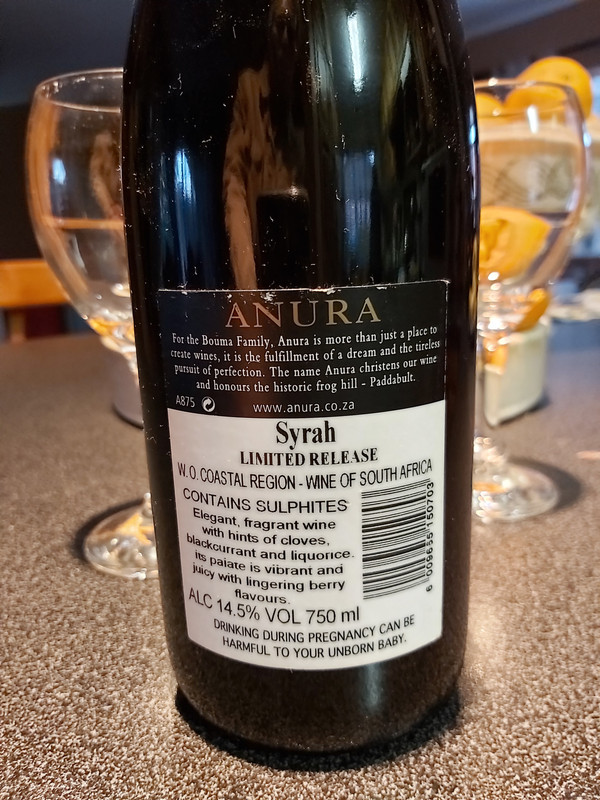 ANURA
For the Bouma Family, Anura is more than just a place to
create wines, it is the fulfillment of a dream and the tireless
pursuit of perfection. The name Anura christens our wine
and honours the historic frog hill - Paddabult.
A875
www.anura.co.za
Syrah
LIMITED RELEASE
W. O. COASTAL REGION - WINE OF SOUTH AFRICA
CONTAINS SULPHITES
Elegant, fragrant wine
with hints of cloves,
blackcurrant and liquorice.
Its palate is vibrant and
juicy with lingering berry
flavours.
6 009655 150703
ALC 14.5% VOL 750 ml
DRINKING DURING PREGNANCY CAN BE
HARMFUL TO YOUR UNBORN BABY.